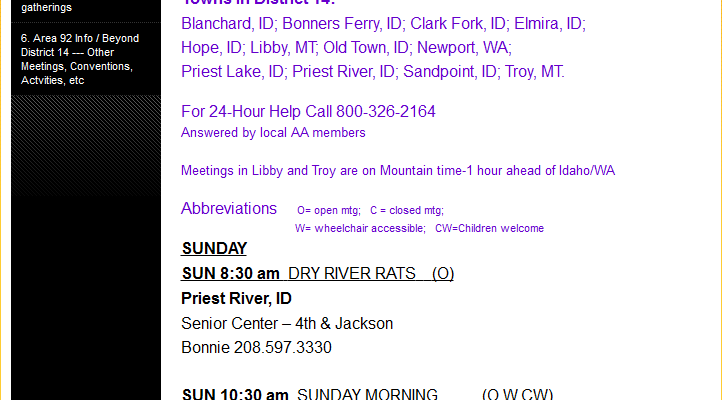 gatherings
6. Area 92 Info / Beyond
District 14 --- Other
Meetings, Conventions,
Actvities, etc
Towns in District 14:
Blanchard, ID; Bonners Ferry, ID; Clark Fork, ID; Elmira, ID;
Hope, ID; Libby, MT; Old Town, ID; Newport, WA;
Priest Lake, ID; Priest River, ID; Sandpoint, ID; Troy, MT.
For 24-Hour Help Call 800-326-2164
Answered by local AA members
Meetings in Libby and Troy are on Mountain time-1 hour ahead of Idaho/WA
Abbreviations O= open mtg; C = closed mtg;
W= wheelchair accessible; CW=Children welcome
SUNDAY
SUN 8:30 am DRY RIVER RATS (O)
Priest River, ID
Senior Center – 4th & Jackson
Bonnie 208.597.3330
SUN 10:30 am SUNDAY MORNING (O,W,CW)